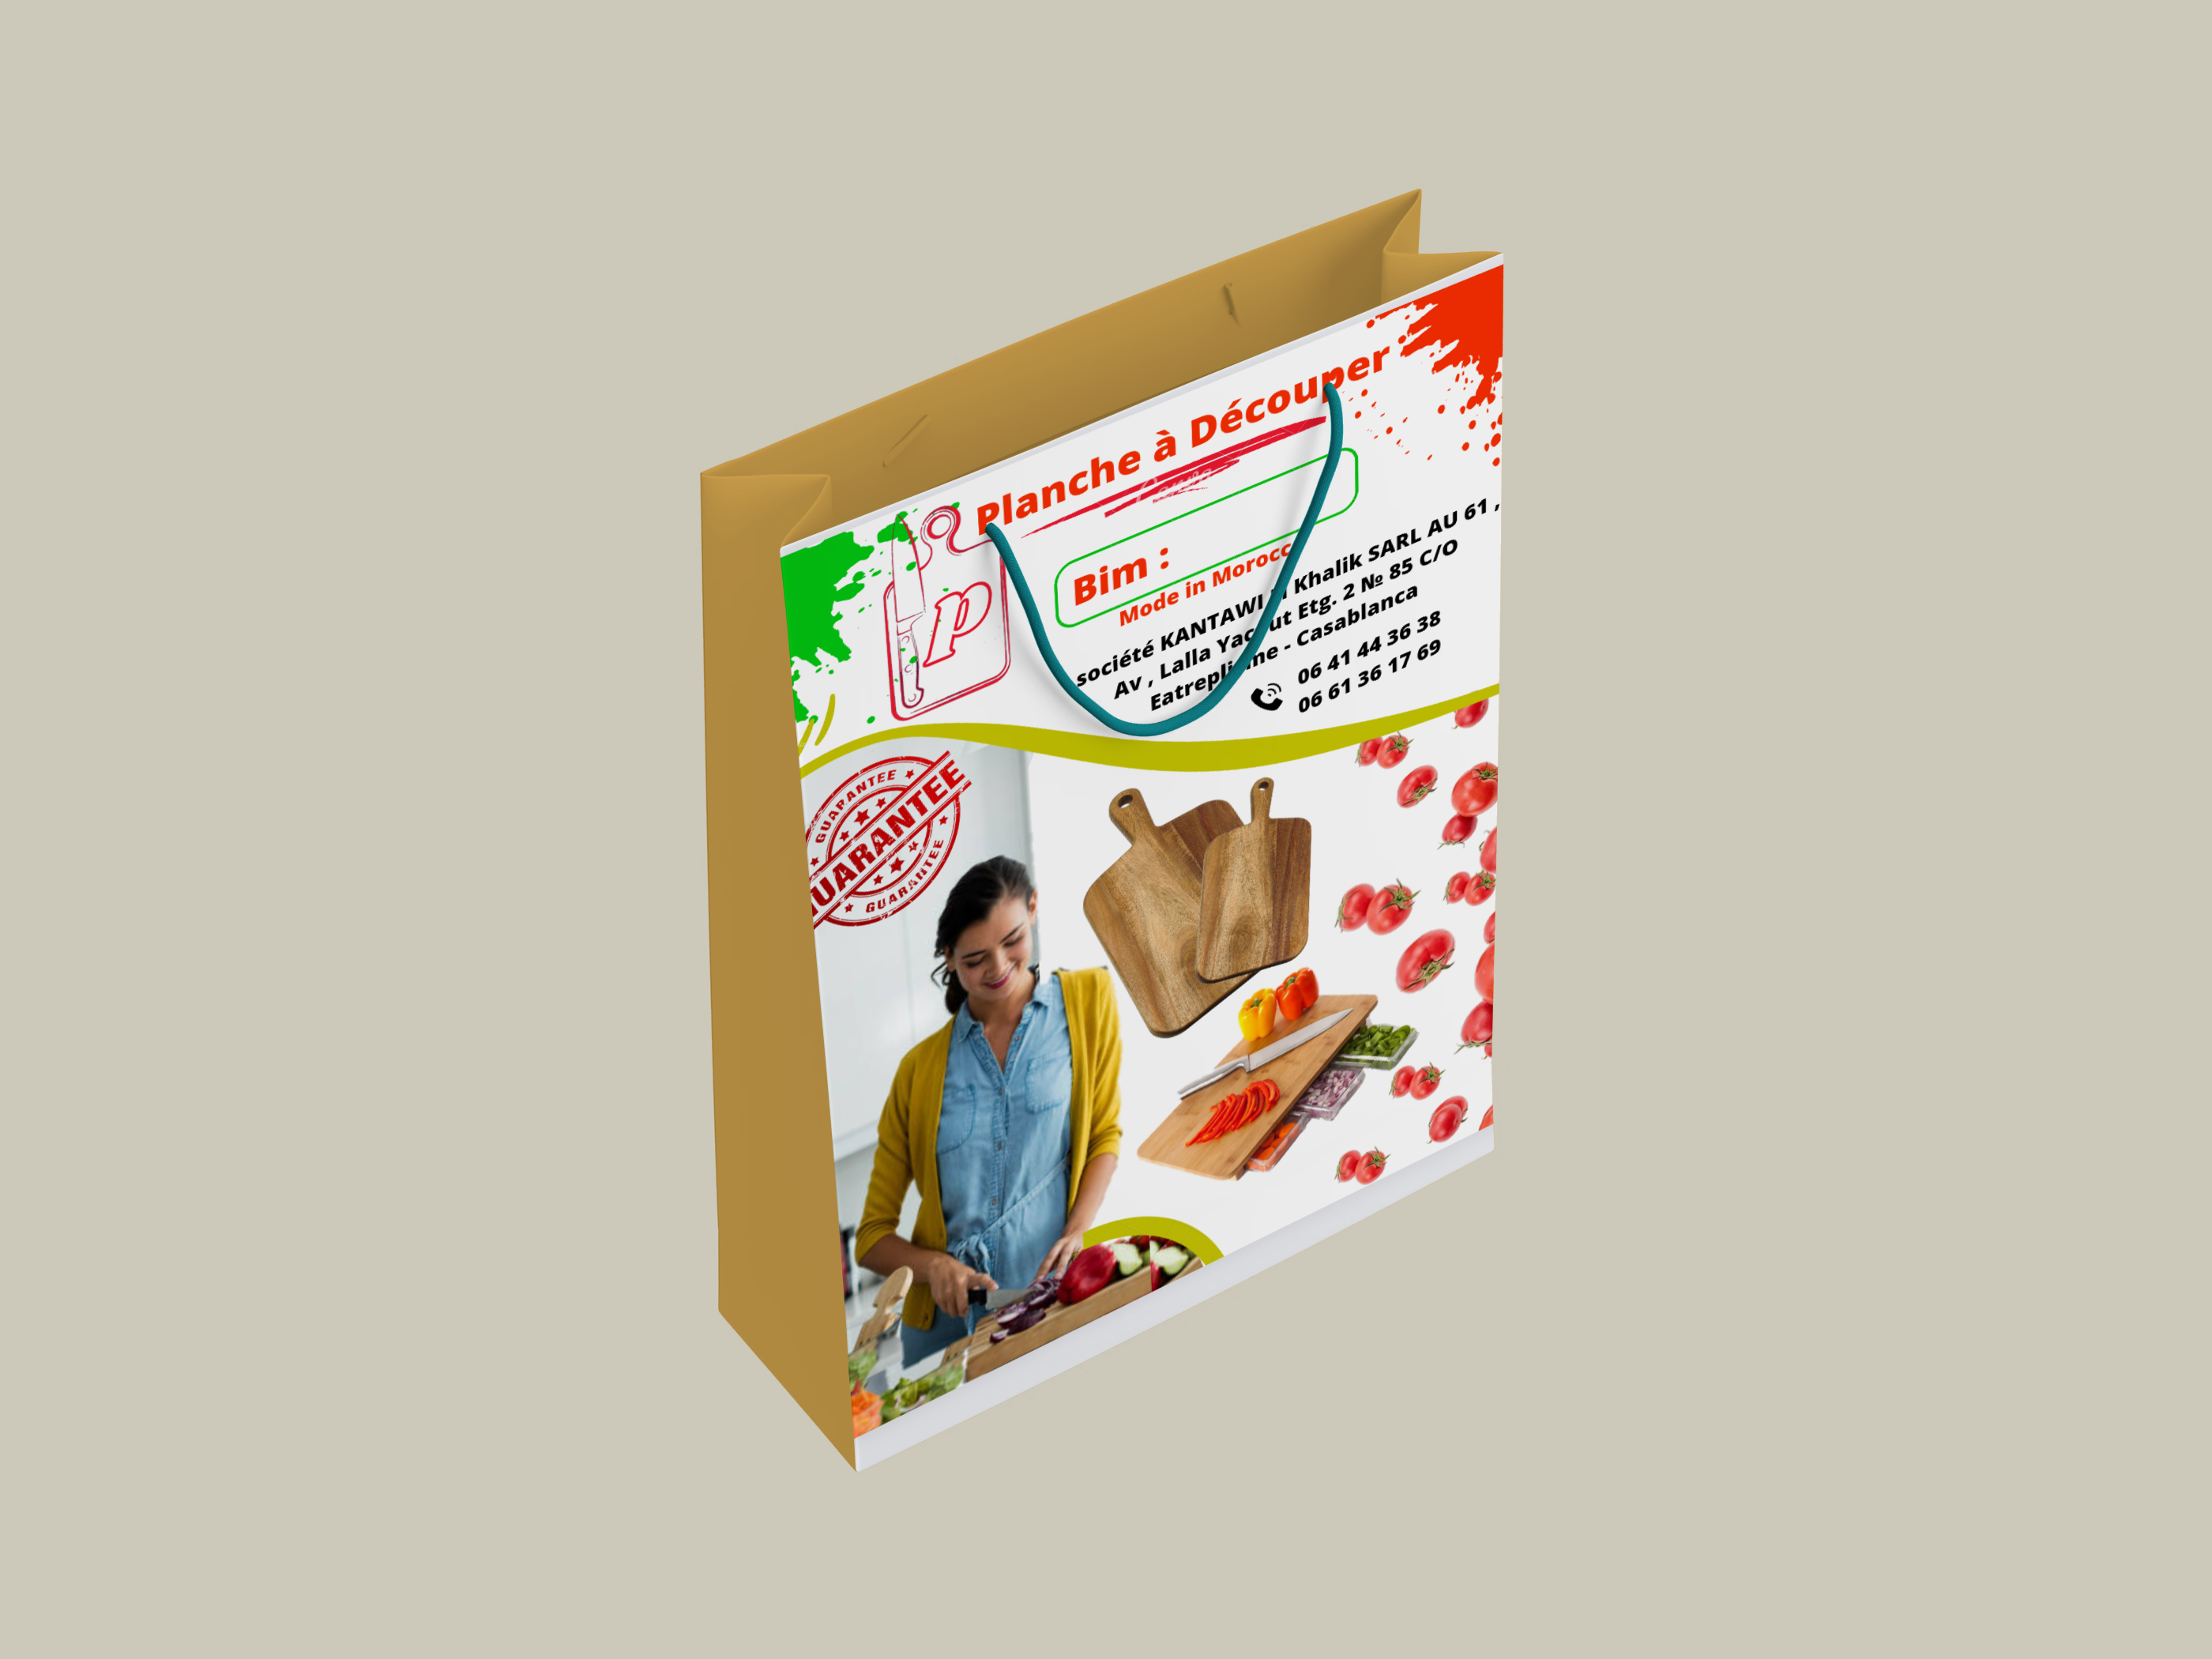 Planche à Découper
p
Bim :
Mode in Morocc
société KANTAWI Khalik SARL AU 61 ,
Av , Lalla Yac ut Etg. 2 № 85 C/O
Eatrepli me - Casablanca
06 41 44 36 38
06 61 36 17 69
GUARANTEE
UARANTEE
GUARANTEE